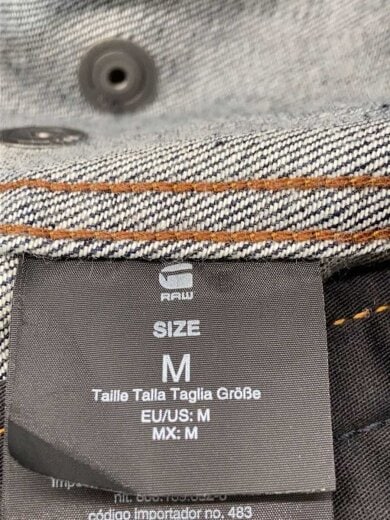 RAW
SIZE
M
Taille Talla Taglia Größe
EU/US: M
MX: M
código importador no. 483